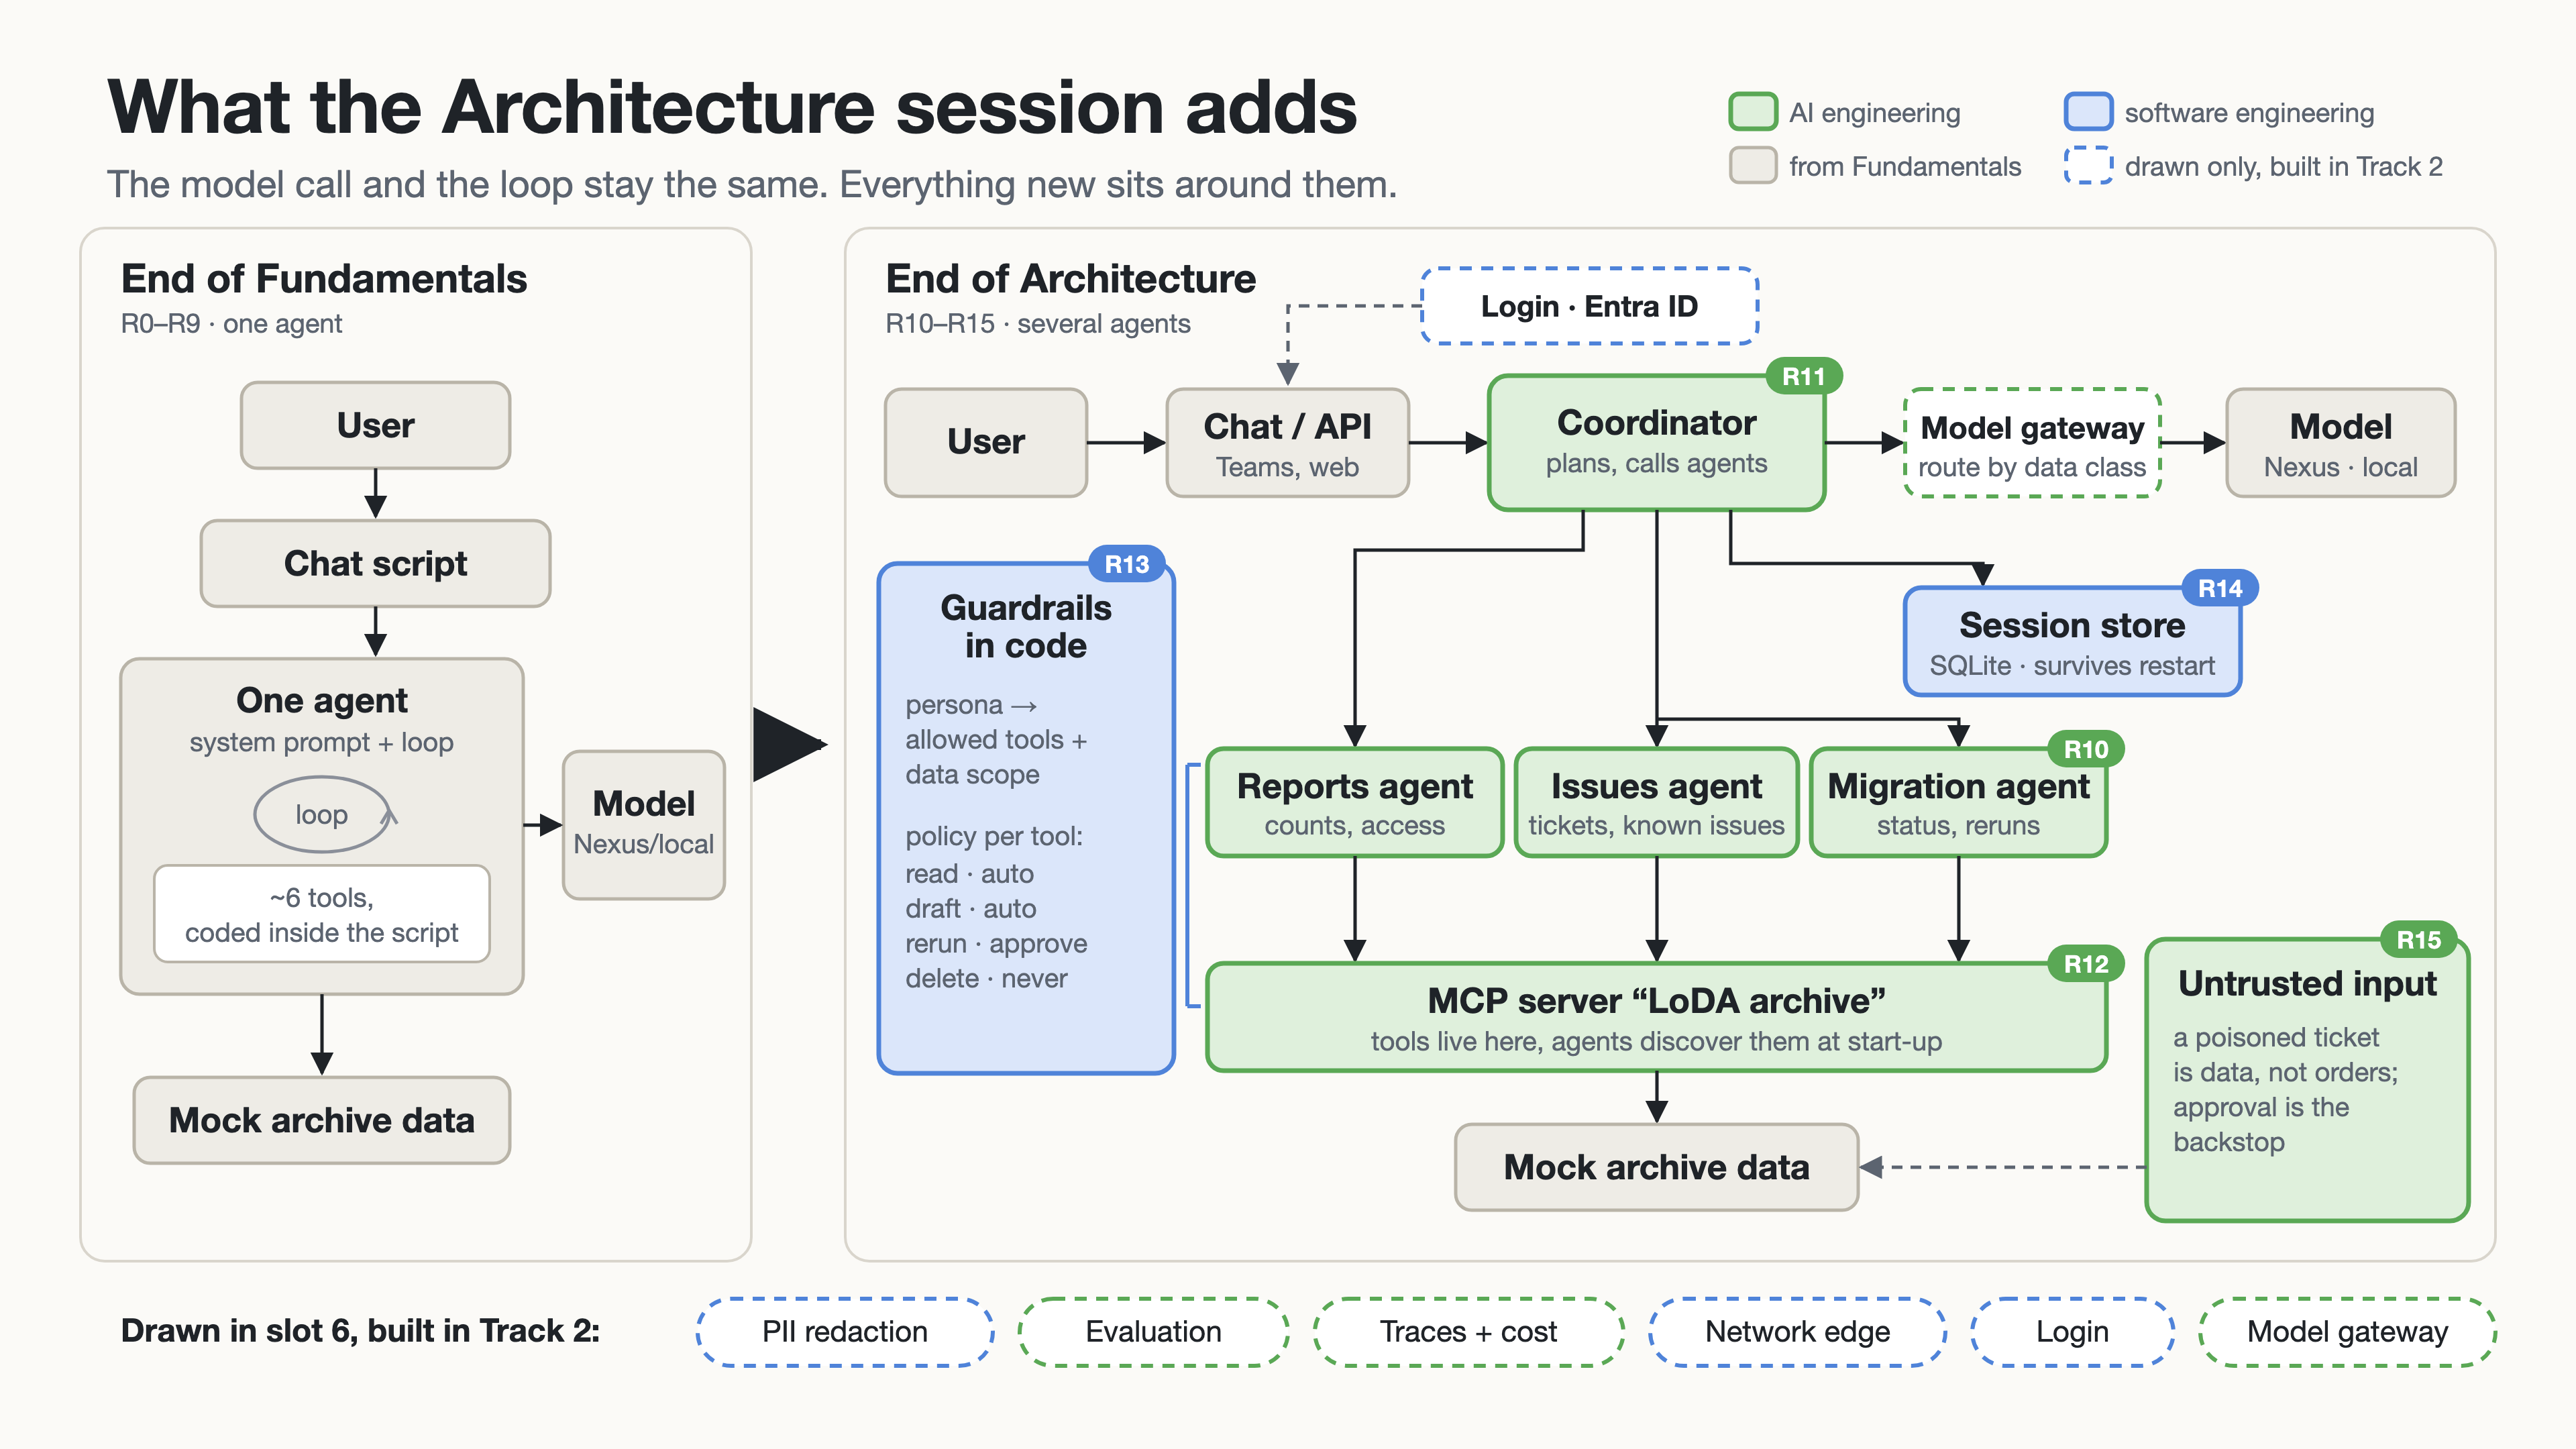 What the Architecture session adds
The model call and the loop stay the same. Everything new sits around them.
AI engineering
software engineering
from Fundamentals
drawn only, built in Track 2
End of Fundamentals
R0–R9 · one agent
User
Chat script
One agent
system prompt + loop
loop
~6 tools,
coded inside the script
Model
Nexus/local
Mock archive data
End of Architecture
R10–R15 · several agents
Login · Entra ID
User
Chat / API
Teams, web
R11
Coordinator
plans, calls agents
Model gateway
route by data class
Model
Nexus · local
R13
Guardrails
in code
persona →
allowed tools +
data scope
policy per tool:
read · auto
draft · auto
rerun · approve
delete · never
R14
Session store
SQLite · survives restart
Reports agent
counts, access
Issues agent
tickets, known issues
R10
Migration agent
status, reruns
R12
MCP server “LoDA archive”
tools live here, agents discover them at start-up
Mock archive data
R15
Untrusted input
a poisoned ticket
is data, not orders;
approval is the
backstop
Drawn in slot 6, built in Track 2:
PII redaction
Evaluation
Traces + cost
Network edge
Login
Model gateway